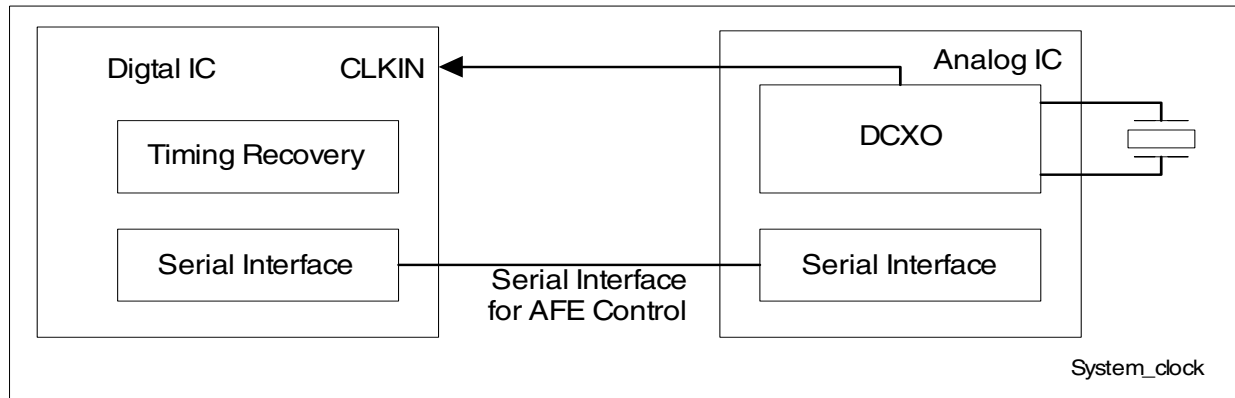 Digtal IC
CLKIN
Analog IC
DCXO
Timing Recovery
Serial Interface
Serial Interface
for AFE Control
Serial Interface
System_clock